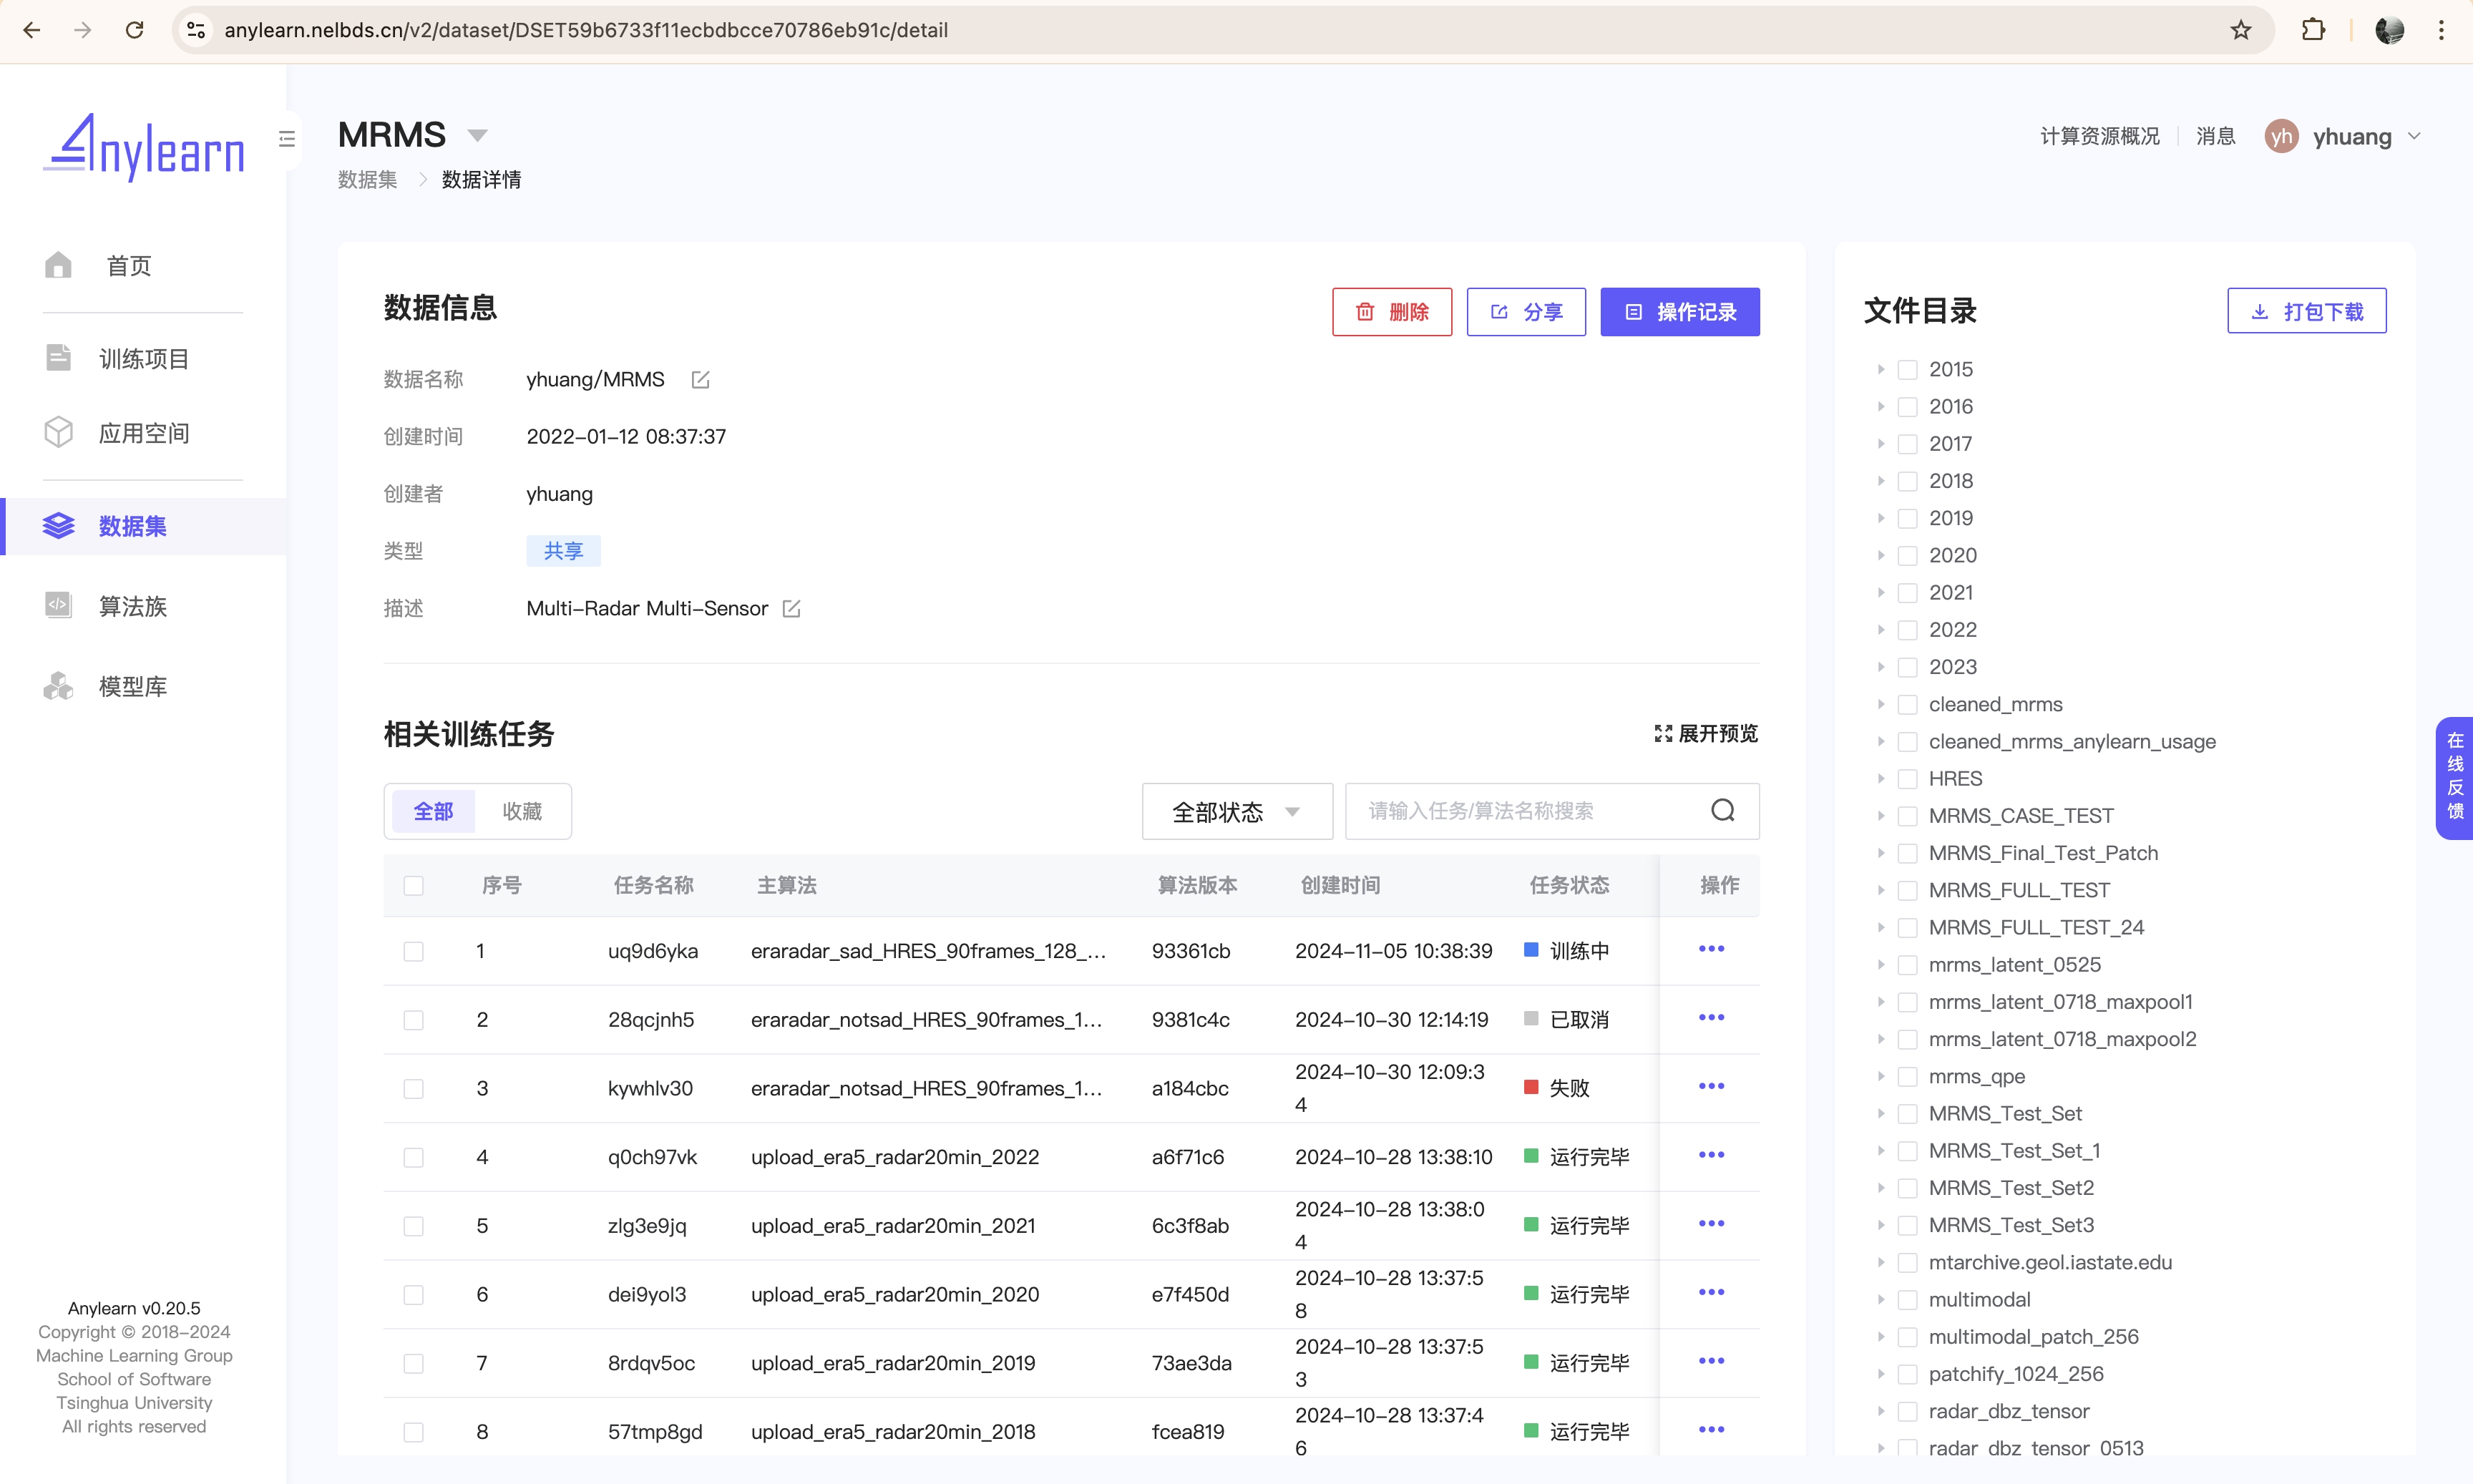 anylearn.nelbds.cn/v2/dataset/DSET59b6733f11ecbdbcce70786eb91c/detail
Anylearn
首页
训练项目
应用空间
数据集
算法族
模型库
Anylearn v0.20.5
Copyright © 2018–2024
Machine Learning Group
School of Software
Tsinghua University
All rights reserved
MRMS
数据集 > 数据详情
计算资源概况 消息 yh yhuang
数据信息
删除 分享 操作记录
数据名称 yhuang/MRMS
创建时间 2022–01–12 08:37:37
创建者 yhuang
类型 共享
描述 Multi–Radar Multi–Sensor
相关训练任务 展开预览
全部 收藏 全部状态 请输入任务/算法名称搜索
序号 任务名称 主算法 算法版本 创建时间 任务状态 操作
1 uq9d6yka eraradar_sad_HRES_90frames_128_... 93361cb 2024–11–05 10:38:39 训练中 •••
2 28qcjnh5 eraradar_notsad_HRES_90frames_1... 9381c4c 2024–10–30 12:14:19 已取消 •••
3 kywhlv30 eraradar_notsad_HRES_90frames_1... a184cbc 2024–10–30 12:09:3
4 失败 •••
4 q0ch97vk upload_era5_radar20min_2022 a6f71c6 2024–10–28 13:38:10 运行完毕 •••
5 zlg3e9jq upload_era5_radar20min_2021 6c3f8ab 2024–10–28 13:38:0
4 运行完毕 •••
6 dei9yol3 upload_era5_radar20min_2020 e7f450d 2024–10–28 13:37:5
8 运行完毕 •••
7 8rdqv5oc upload_era5_radar20min_2019 73ae3da 2024–10–28 13:37:5
3 运行完毕 •••
8 57tmp8gd upload_era5_radar20min_2018 fcea819 2024–10–28 13:37:4
6 运行完毕 •••
文件目录 打包下载
2015
2016
2017
2018
2019
2020
2021
2022
2023
cleaned_mrms
cleaned_mrms_anylearn_usage
HRES
MRMS_CASE_TEST
MRMS_Final_Test_Patch
MRMS_FULL_TEST
MRMS_FULL_TEST_24
mrms_latent_0525
mrms_latent_0718_maxpool1
mrms_latent_0718_maxpool2
mrms_qpe
MRMS_Test_Set
MRMS_Test_Set_1
MRMS_Test_Set2
MRMS_Test_Set3
mtarchive.geol.iastate.edu
multimodal
multimodal_patch_256
patchify_1024_256
radar_dbz_tensor
radar_dbz_tensor_0513
在线反馈